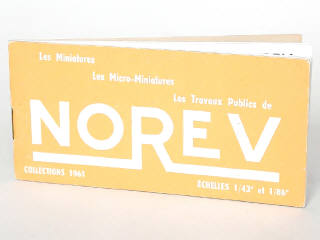 Les Miniatures
Les Micro-Miniatures
Les Travaux Publics de
NOREV
COLLECTIONS 1961
ECHELLES 1/43e et 1/86e